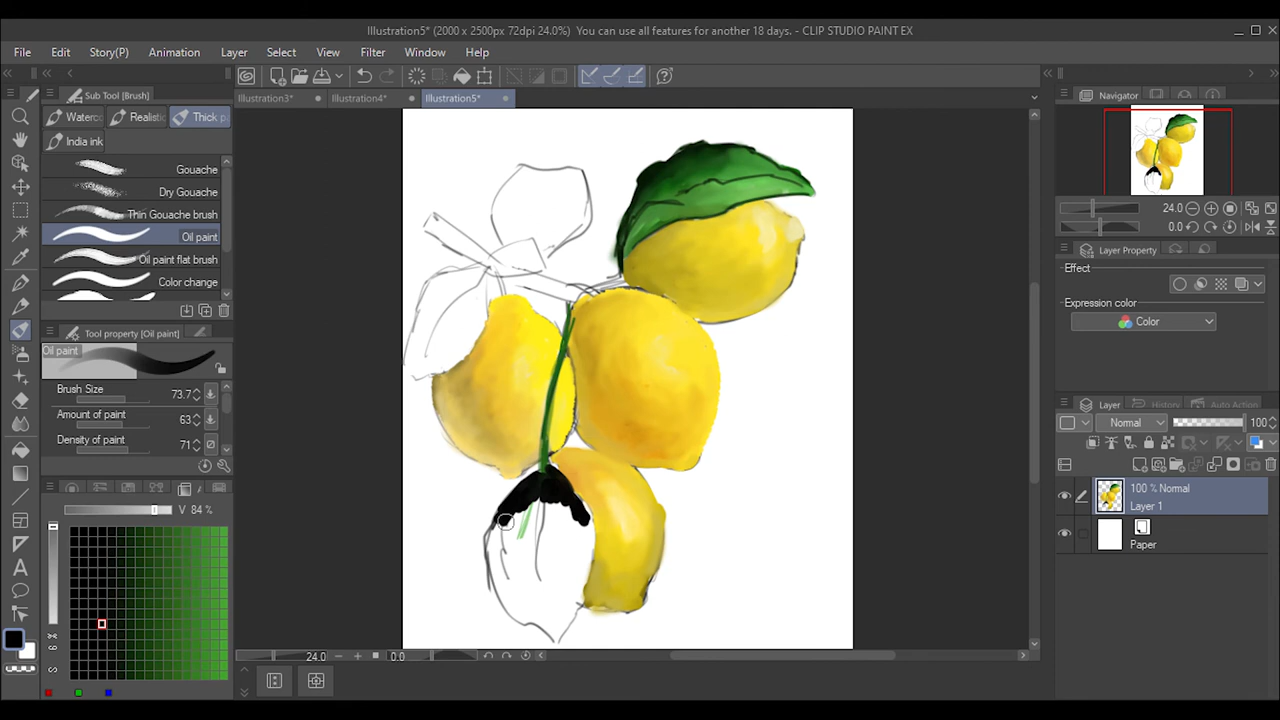 Illustration5* (2000 x 2500px 72dpi 24.0%)  You can use all features for another 18 days. - CLIP STUDIO PAINT EX
File Edit Story(P) Animation Layer Select View Filter Window Help
Sub Tool [Brush]
Illustration3* Illustration4* Illustration5*
Navigator
Thick
India ink
Gouache
Dry Gouache
Thin Gouache brush
Oil paint
Oil paint flat brush
Color change
24.0
0.0
Layer Property
Effect
Expression color
Color
Tool property [Oil paint]
Oil paint
Brush Size 73.7
Amount of paint 63
Density of paint 71
Layer History Auto Action
Normal 100
100 % Normal
Layer 1
Paper
V 84 %
24.0 0.0